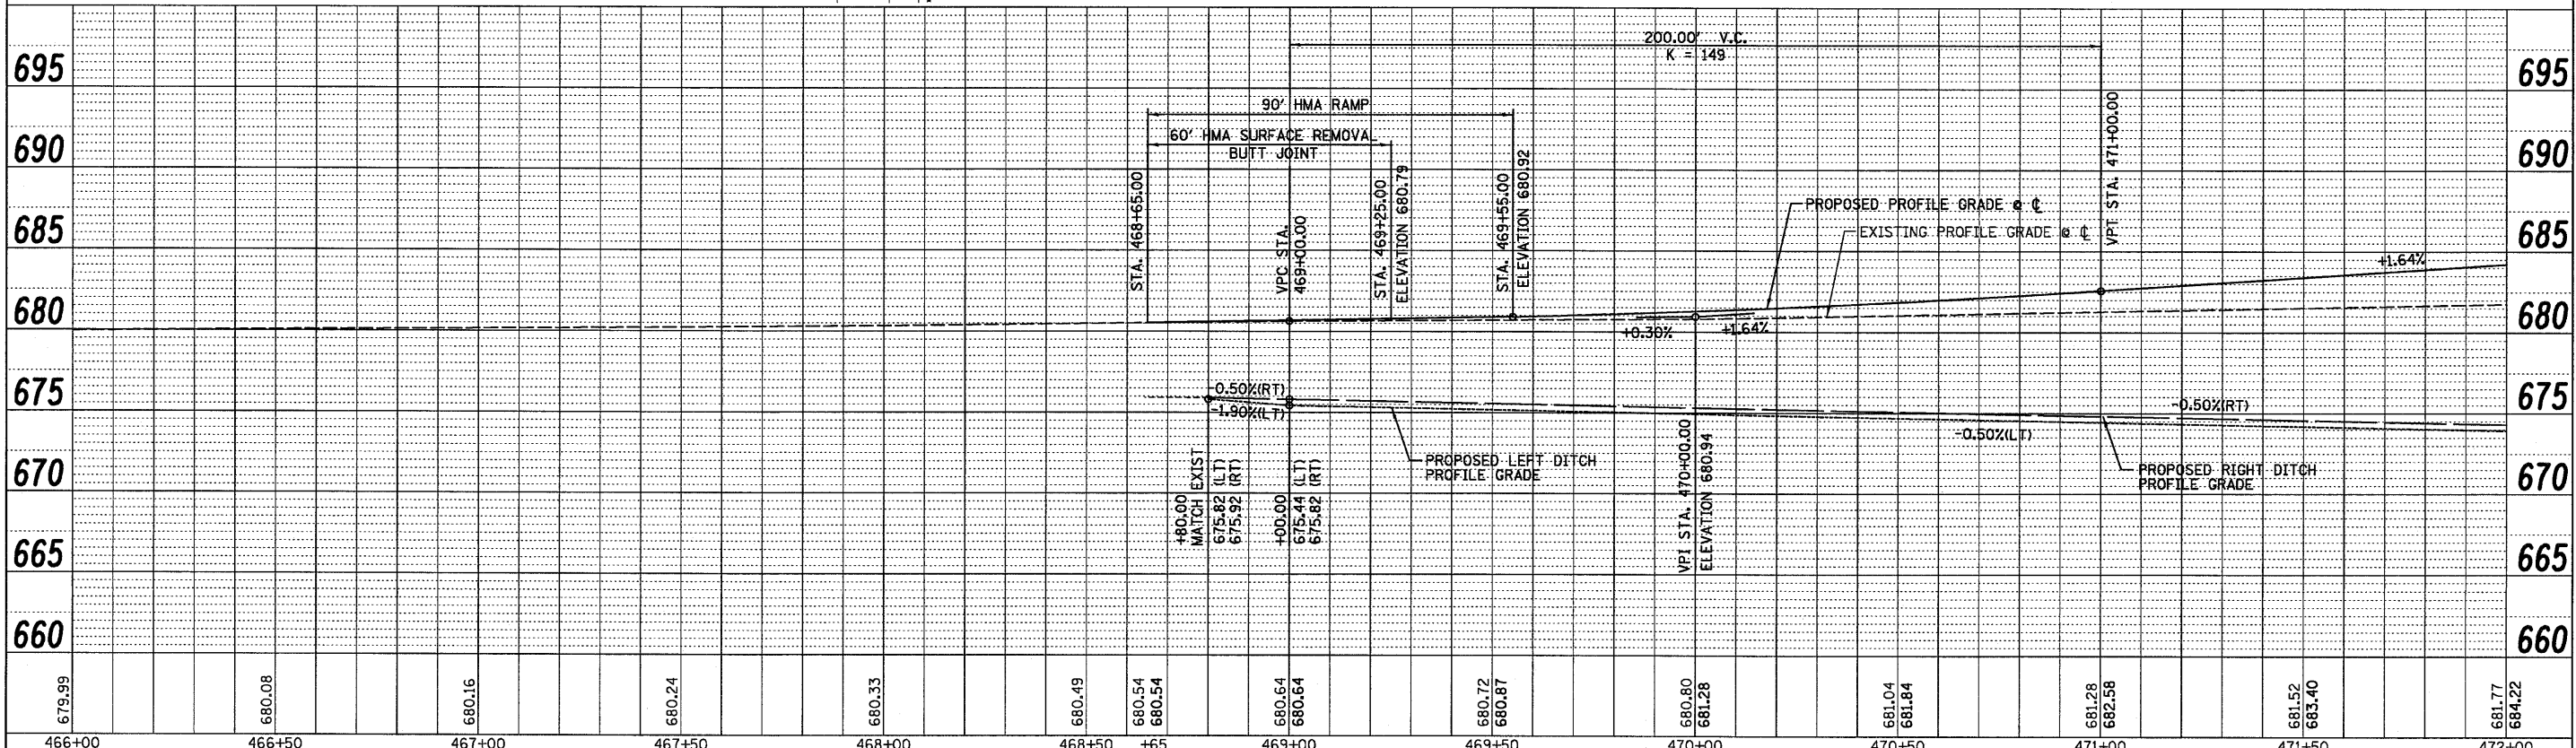 200.00' V.C.
K = 149
695
695
90' HMA RAMP
60' HMA SURFACE REMOVAL
BUTT JOINT
690
690
STA. 468+65.00
VPC STA.
469+00.00
STA. 469+25.00
ELEVATION 680.79
STA. 469+55.00
ELEVATION 680.92
VPT STA. 471+00.00
PROPOSED PROFILE GRADE @ ℄
EXISTING PROFILE GRADE @ ℄
685
685
+1.64%
680
680
+0.30%
+1.64%
-0.50%(RT)
-1.90%(LT)
675
675
-0.50%(RT)
-0.50%(LT)
PROPOSED LEFT DITCH
PROFILE GRADE
PROPOSED RIGHT DITCH
PROFILE GRADE
670
670
+80.00
MATCH EXIST
675.82 (LT)
675.92 (RT)
+00.00
675.44 (LT)
675.82 (RT)
VPI STA. 470+00.00
ELEVATION 680.94
665
665
660
660
679.99
680.08
680.16
680.24
680.33
680.49
680.54
680.54
680.64
680.64
680.72
680.87
680.80
681.28
681.04
681.84
681.28
682.58
681.52
683.40
681.77
684.22
466+00
466+50
467+00
467+50
468+00
468+50
+65
469+00
469+50
470+00
470+50
471+00
471+50
472+00